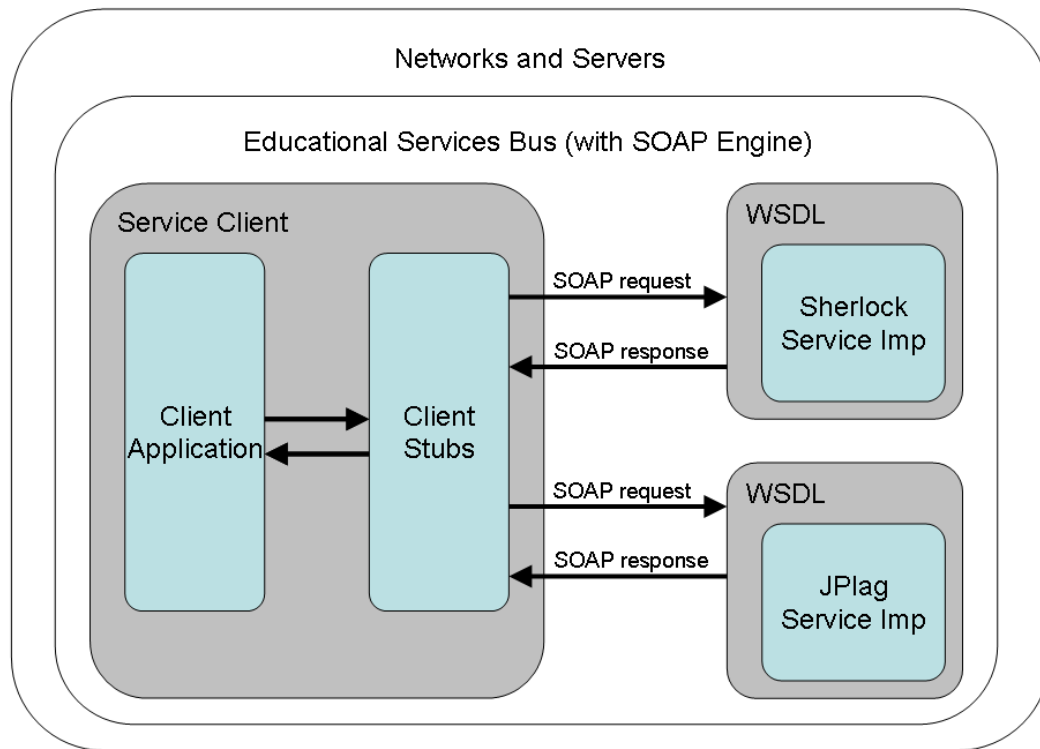 Networks and Servers
Educational Services Bus (with SOAP Engine)
Service Client
Client
Application
Client
Stubs
SOAP request
SOAP response
SOAP request
SOAP response
WSDL
Sherlock
Service Imp
WSDL
JPlag
Service Imp